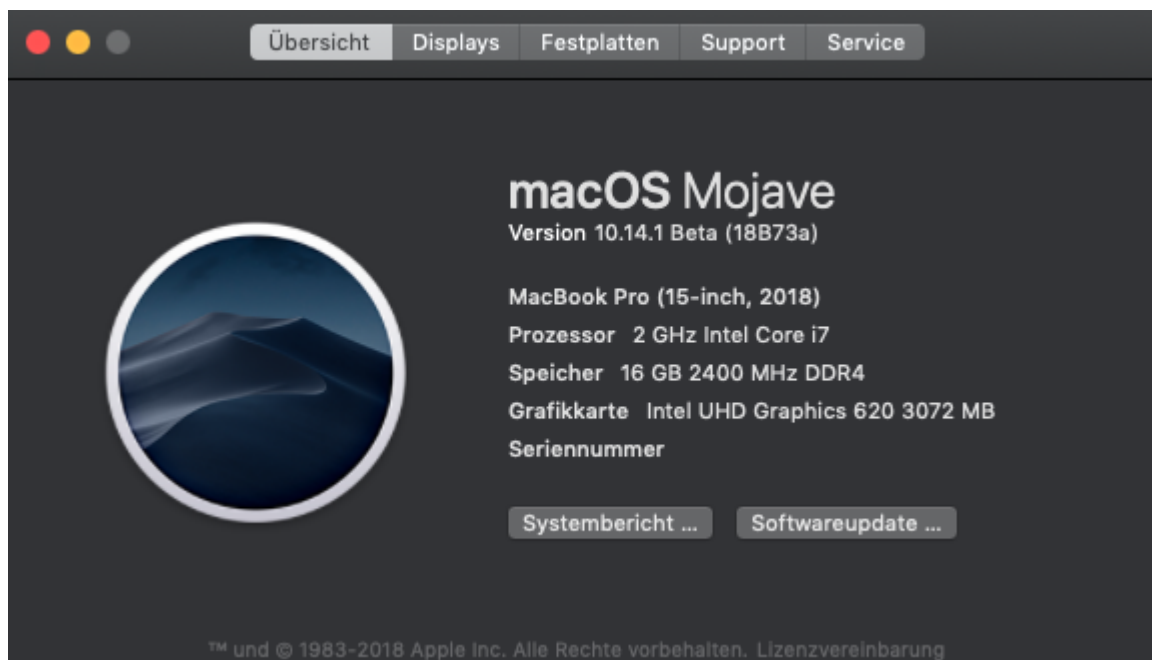 Übersicht Displays Festplatten Support Service
macOS Mojave
Version 10.14.1 Beta (18B73a)
MacBook Pro (15-inch, 2018)
Prozessor 2 GHz Intel Core i7
Speicher 16 GB 2400 MHz DDR4
Grafikkarte Intel UHD Graphics 620 3072 MB
Seriennummer
Systembericht ... Softwareupdate ...
™ und © 1983-2018 Apple Inc. Alle Rechte vorbehalten. Lizenzvereinbarung